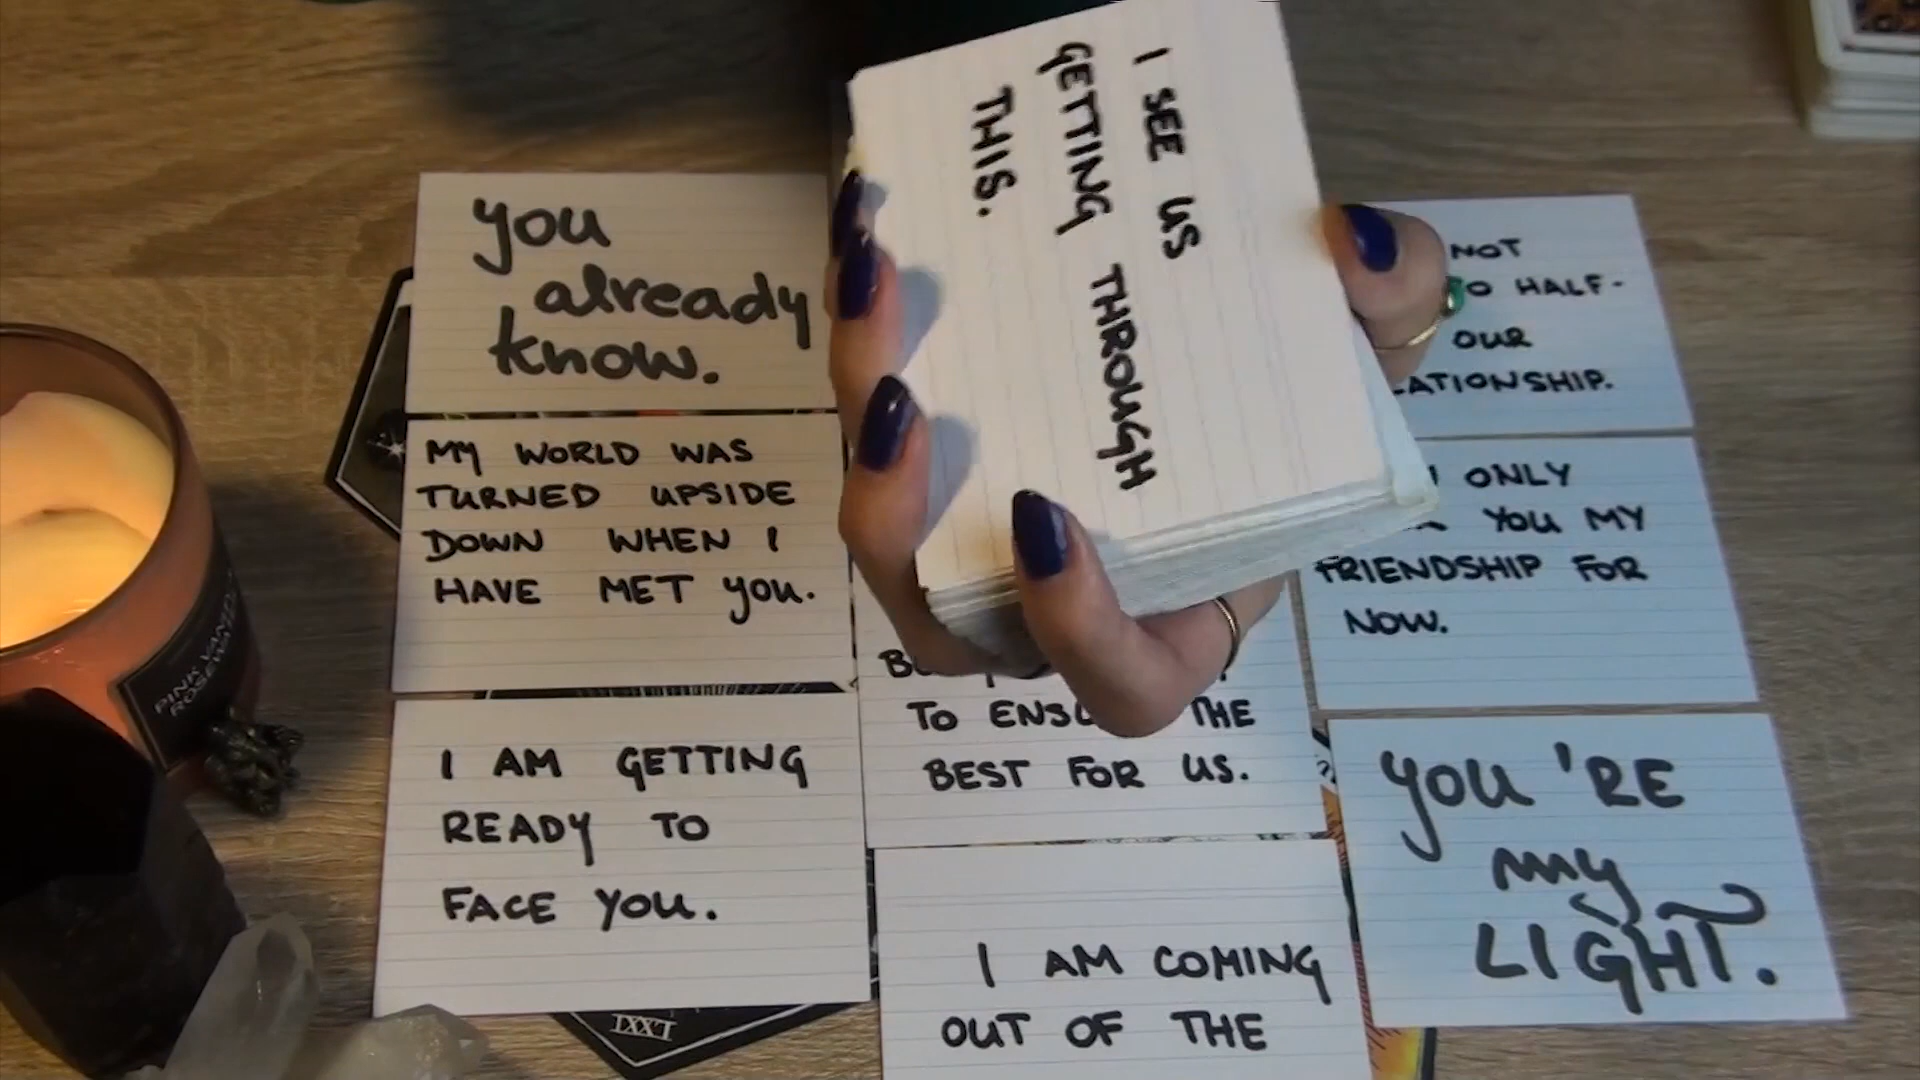 I SEE US
GETTING THROUGH
THIS.
you
already
know.
MY WORLD WAS
TURNED UPSIDE
DOWN WHEN I
HAVE MET YOU.
I AM GETTING
READY TO
FACE YOU.
TO THE
BEST FOR US.
I AM COMING
OUT OF THE
NOT
HALF-
OUR
I ONLY
YOU MY
FRIENDSHIP FOR
NOW.
YOU'RE
my
LIGHT.
PINK
LXXI